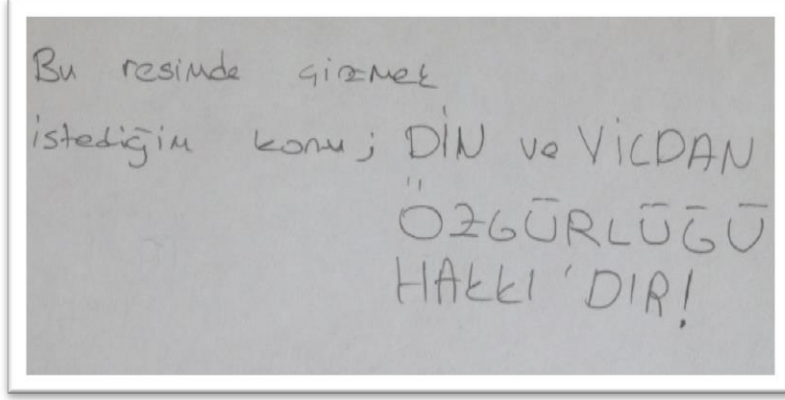 Bu resimde çizmek
istediğim konu; DİN ve VİCDAN
ÖZGÜRLÜĞÜ
HAKKI 'DIR!